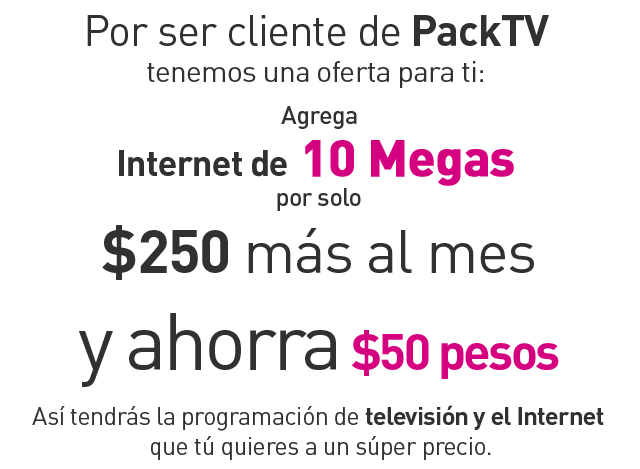 Por ser cliente de PackTV
tenemos una oferta para ti:
Agrega
Internet de 10 Megas
por solo
$250 más al mes
y ahorra $50 pesos
Así tendrás la programación de televisión y el Internet
que tú quieres a un súper precio.